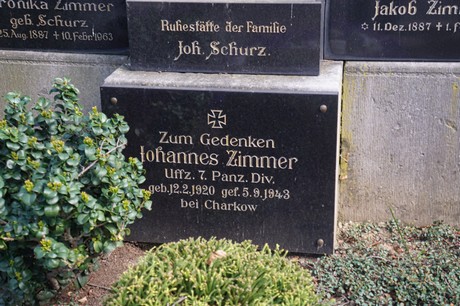 ronika Zimmer
geb. Schurz
25.Aug. 1887 + 10.Febr.1963
Ruhestätte der Familie
Joh. Schurz.
Jakob Zim
* 11.Dez. 1887 + 1. F
Zum Gedenken
Johannes Zimmer
Uffz. 7. Panz. Div.
geb.12.2.1920 gef. 5.9.1943
bei Charkow